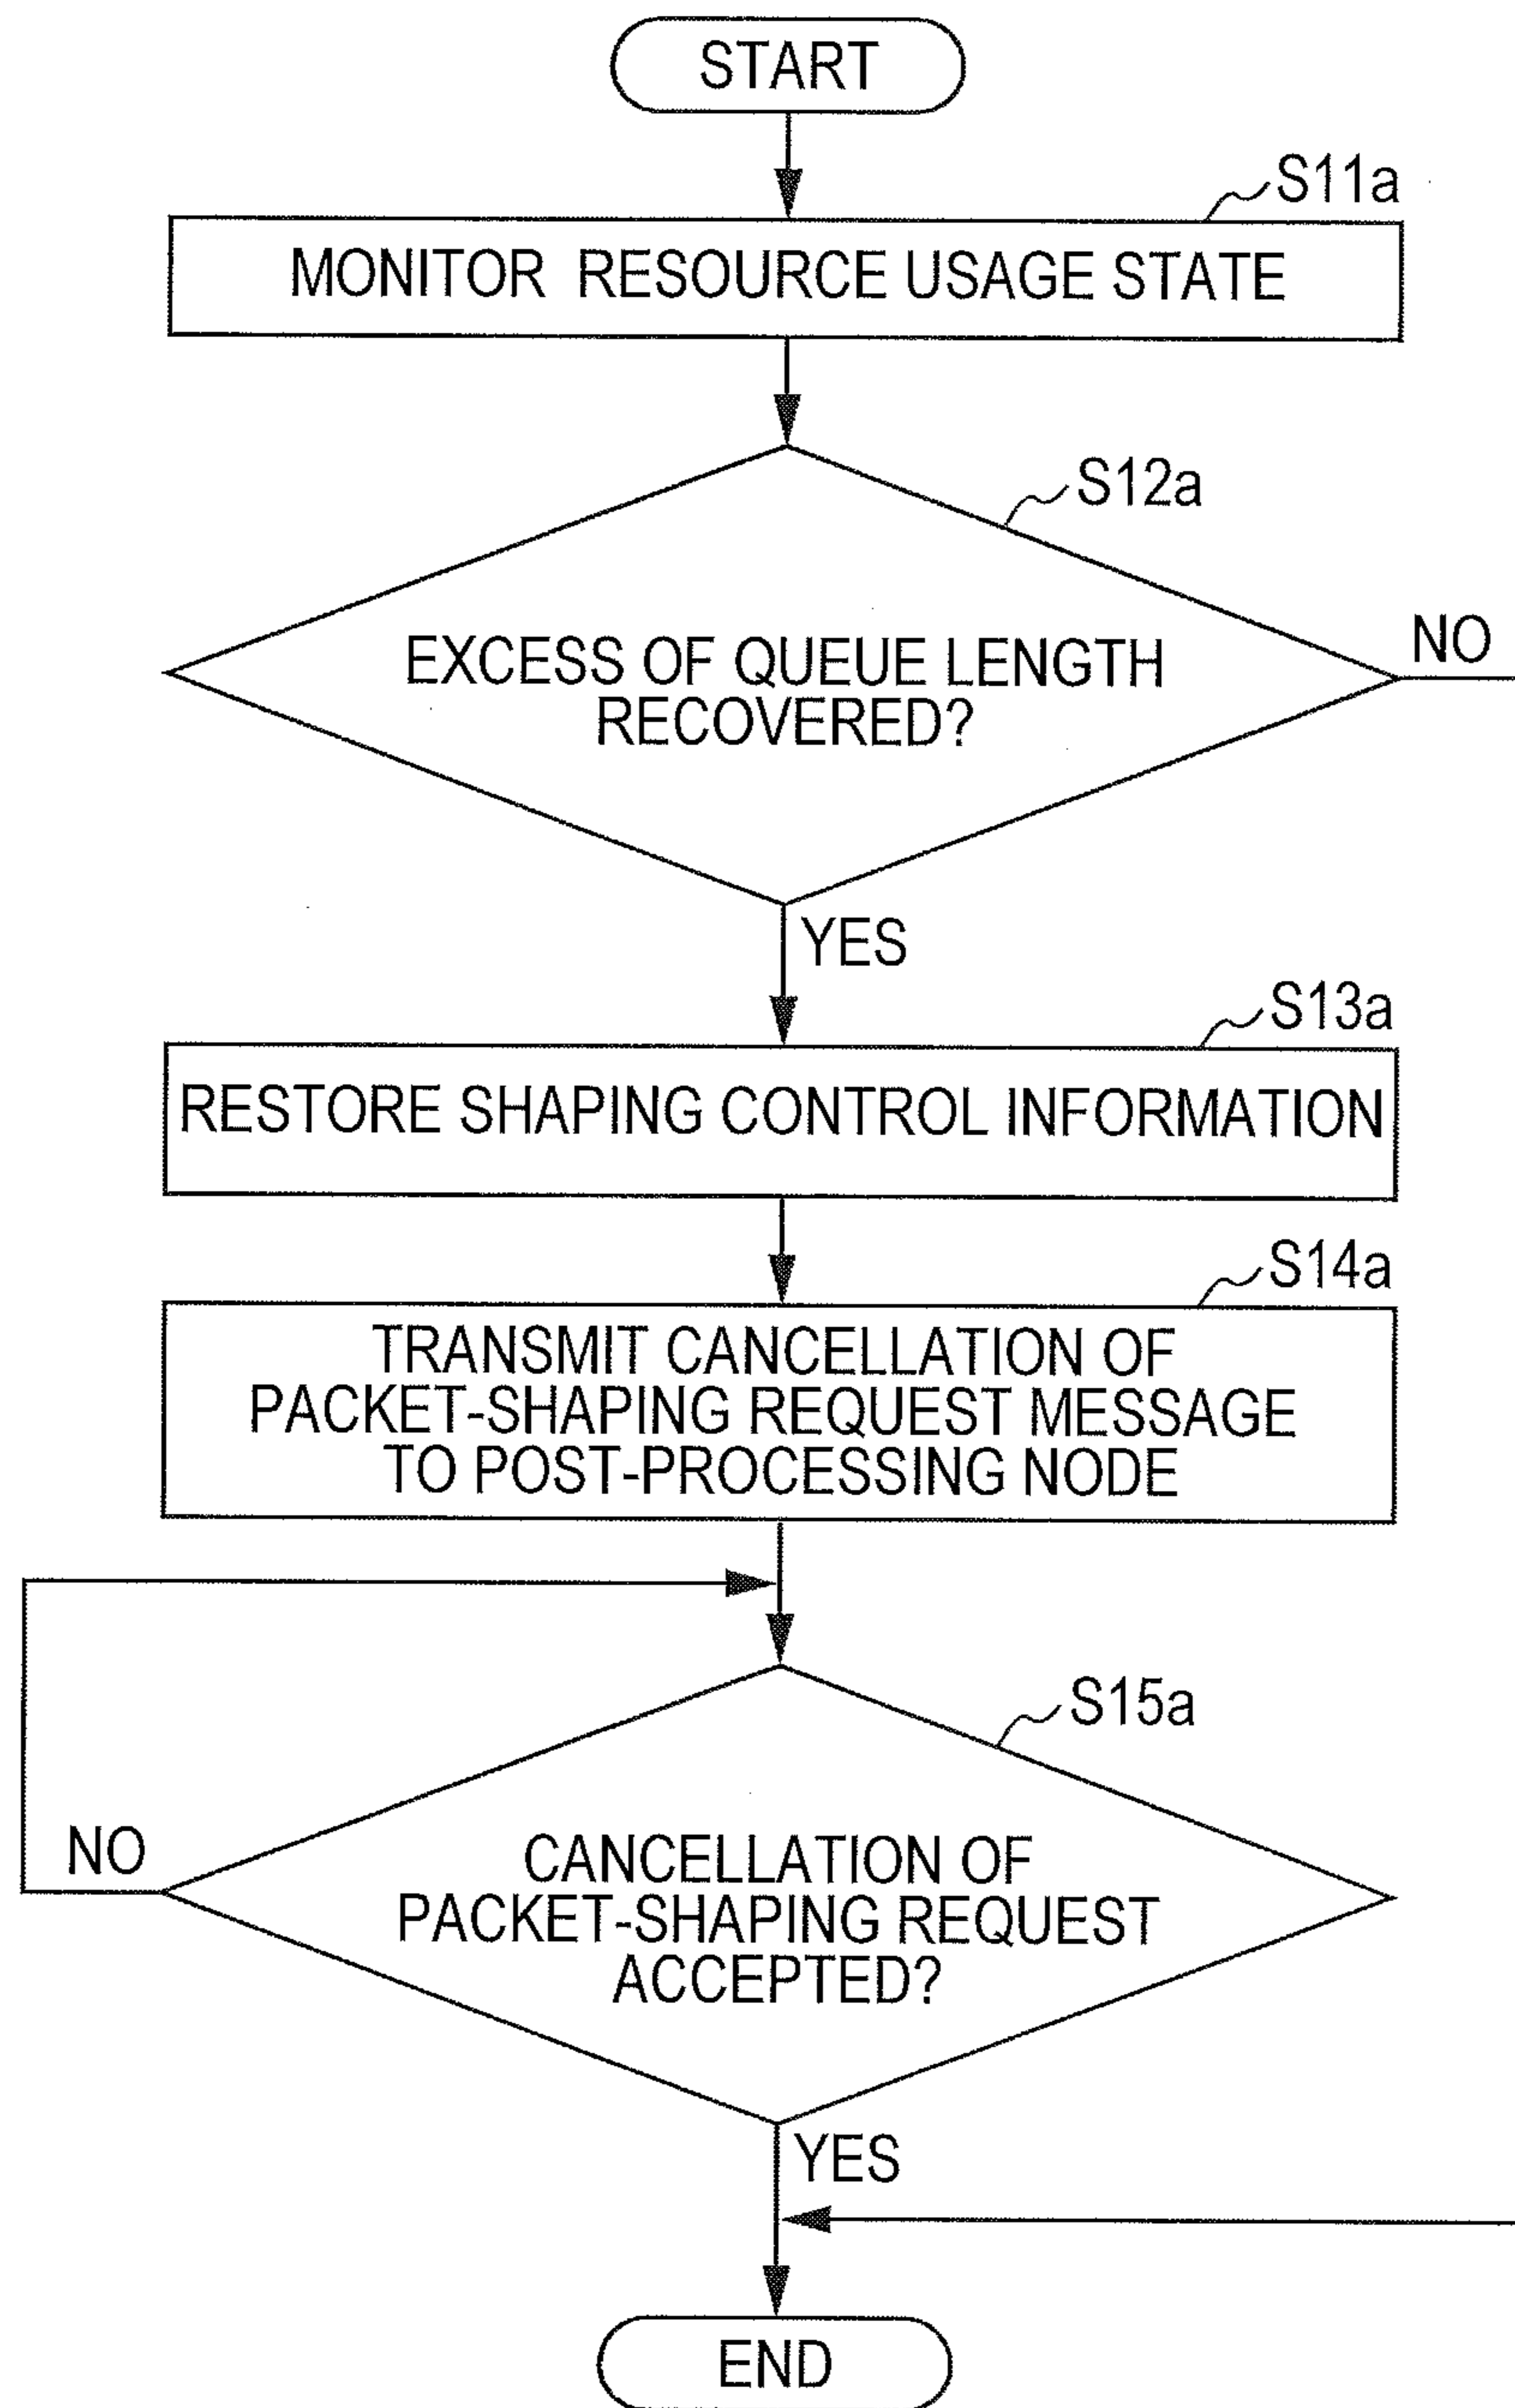 START
S11a
MONITOR RESOURCE USAGE STATE
S12a
EXCESS OF QUEUE LENGTH
RECOVERED?
NO
YES
S13a
RESTORE SHAPING CONTROL INFORMATION
S14a
TRANSMIT CANCELLATION OF
PACKET-SHAPING REQUEST MESSAGE
TO POST-PROCESSING NODE
S15a
NO
CANCELLATION OF
PACKET-SHAPING REQUEST
ACCEPTED?
YES
END